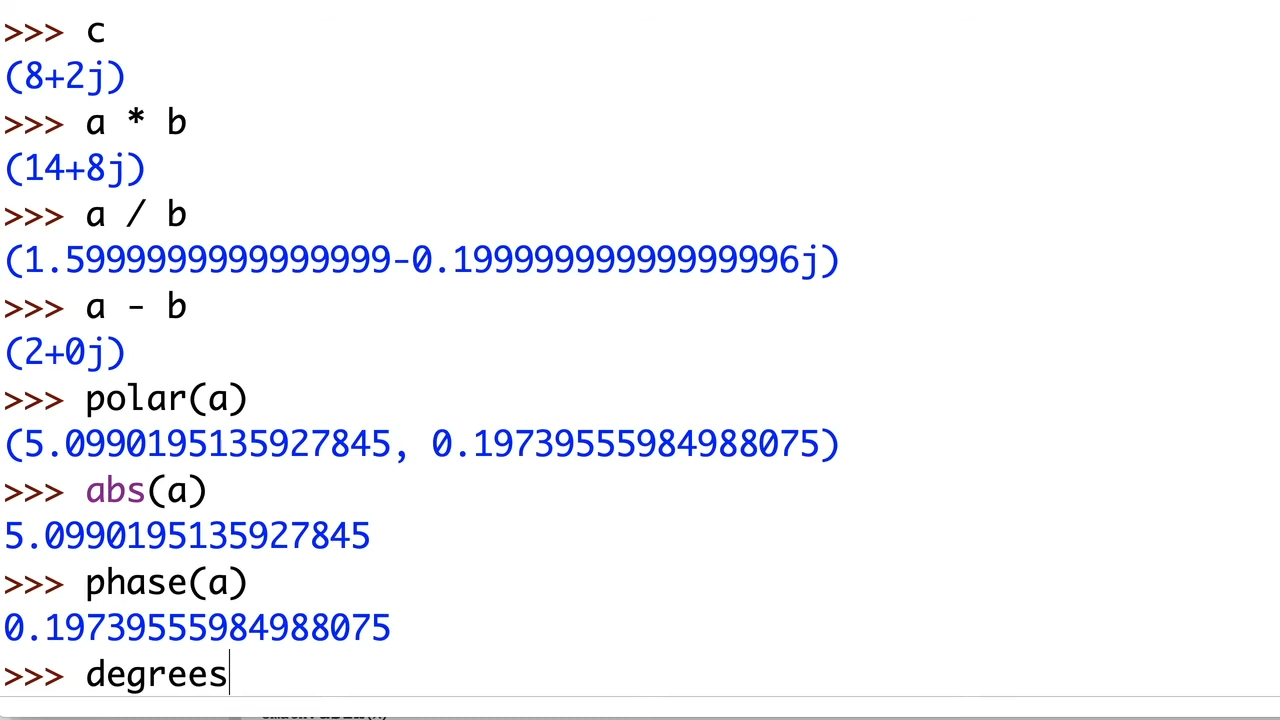 >>> c
(8+2j)
>>> a * b
(14+8j)
>>> a / b
(1.5999999999999999-0.19999999999999996j)
>>> a - b
(2+0j)
>>> polar(a)
(5.0990195135927845, 0.19739555984988075)
>>> abs(a)
5.0990195135927845
>>> phase(a)
0.19739555984988075
>>> degrees